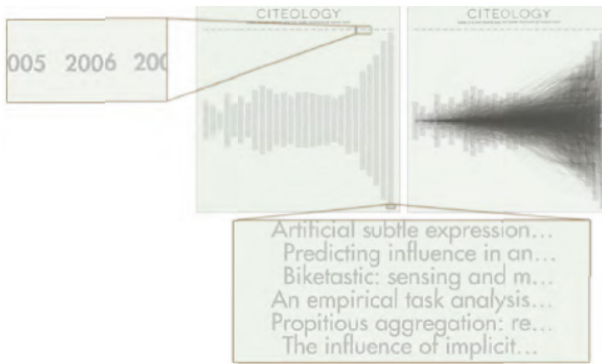 CITEOLOGY
CITEOLOGY
005 2006 200
Artificial subtle expression...
Predicting influence in an...
Biketastic: sensing and m...
An empirical task analysis...
Propitious aggregation: re...
The influence of implicit...